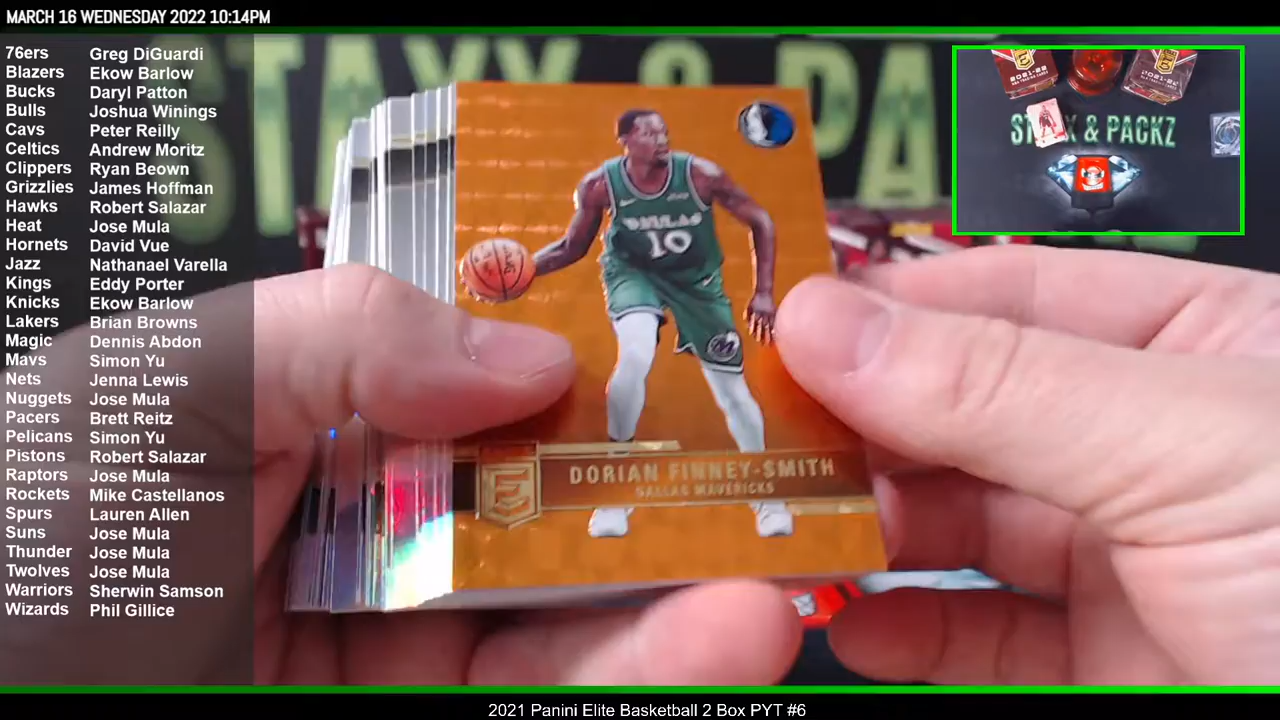 MARCH 16 WEDNESDAY 2022 10:14PM
76ers Greg DiGuardi
Blazers Ekow Barlow
Bucks Daryl Patton
Bulls Joshua Winings
Cavs Peter Reilly
Celtics Andrew Moritz
Clippers Ryan Beown
Grizzlies James Hoffman
Hawks Robert Salazar
Heat Jose Mula
Hornets David Vue
Jazz Nathanael Varella
Kings Eddy Porter
Knicks Ekow Barlow
Lakers Brian Browns
Magic Dennis Abdon
Mavs Simon Yu
Nets Jenna Lewis
Nuggets Jose Mula
Pacers Brett Reitz
Pelicans Simon Yu
Pistons Robert Salazar
Raptors Jose Mula
Rockets Mike Castellanos
Spurs Lauren Allen
Suns Jose Mula
Thunder Jose Mula
Twolves Jose Mula
Warriors Sherwin Samson
Wizards Phil Gillice
DALLAS
10
DORIAN FINNEY-SMITH
DALLAS MAVERICKS
& PACKZ
2021 Panini Elite Basketball 2 Box PYT #6